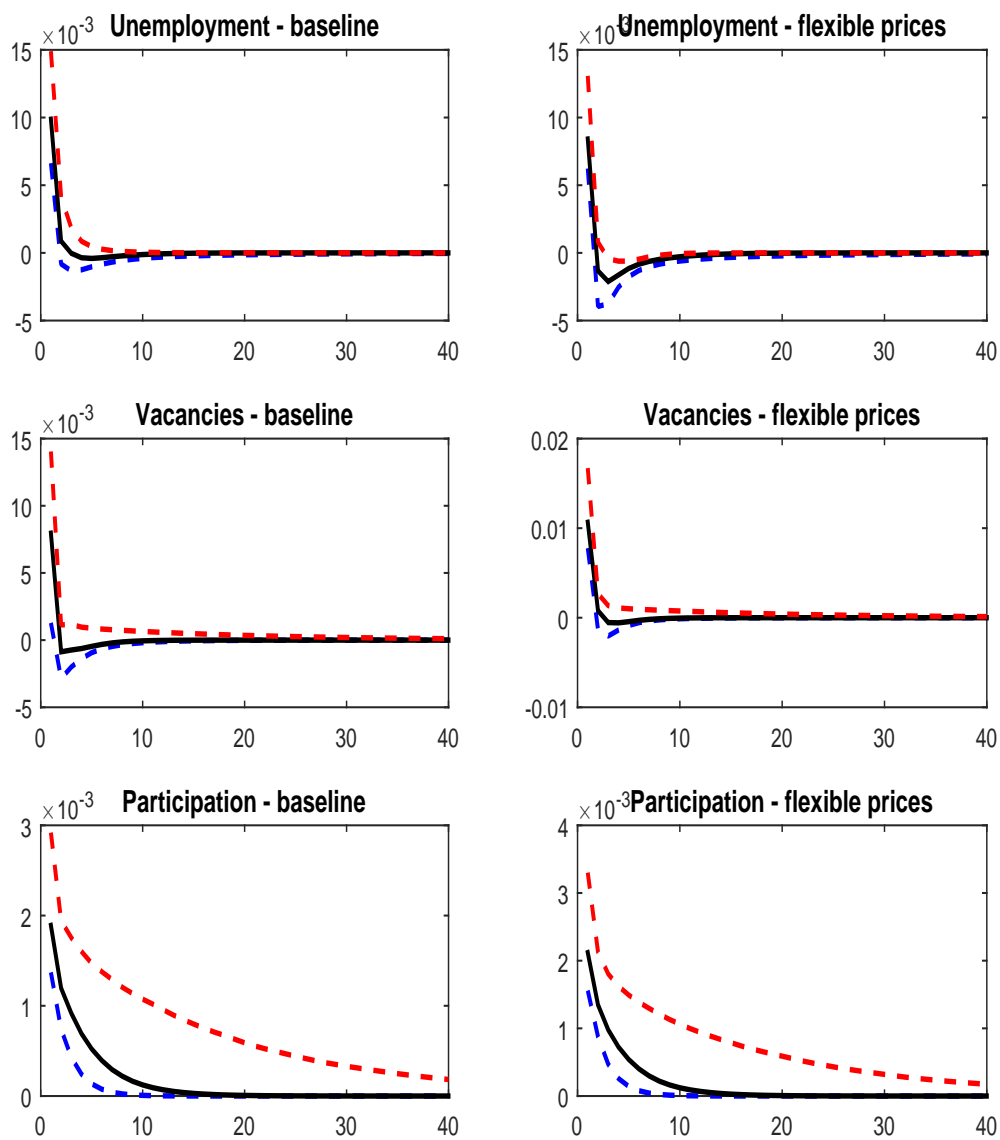 ×10-3 Unemployment - baseline
15
10
5
0
-5
0 10 20 30 40
×10-3 Unemployment - flexible prices
15
10
5
0
-5
0 10 20 30 40
×10-3 Vacancies - baseline
15
10
5
0
-5
0 10 20 30 40
Vacancies - flexible prices
0.02
0.01
0
-0.01
0 10 20 30 40
×10-3 Participation - baseline
3
2
1
0
0 10 20 30 40
×10-3 Participation - flexible prices
4
3
2
1
0
0 10 20 30 40